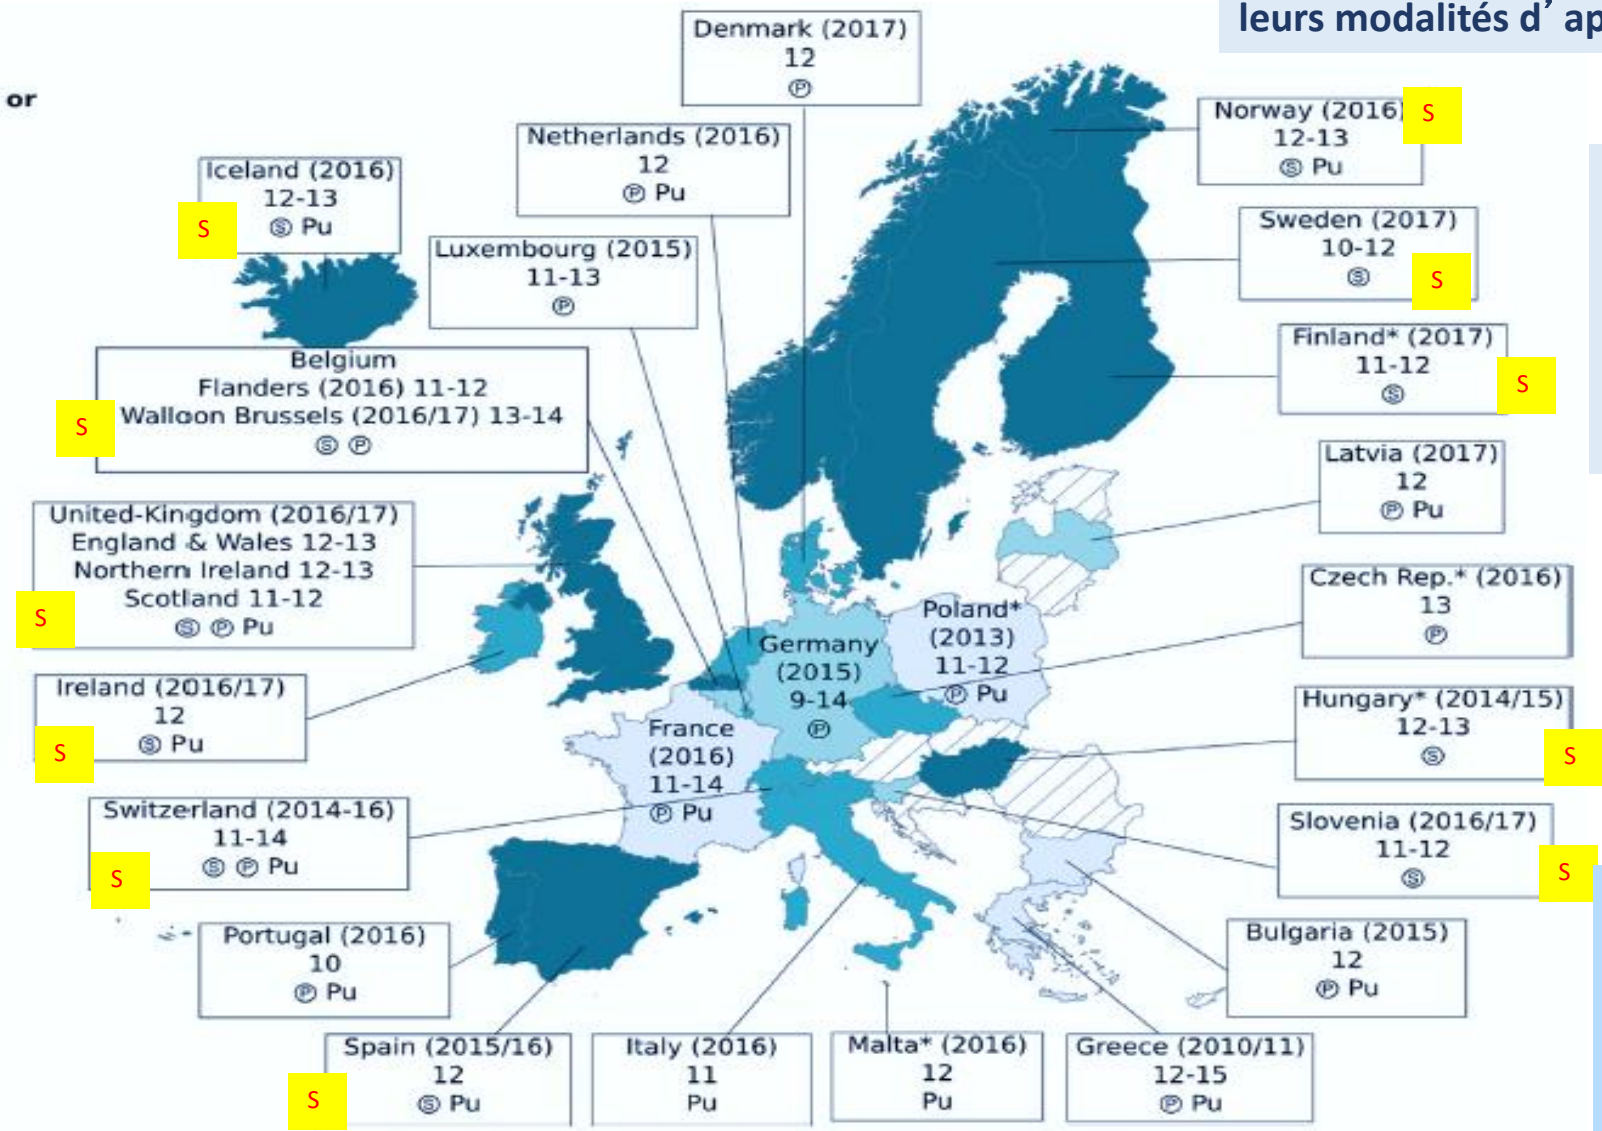 leurs modalités d’ ap
or
Denmark (2017)
12
Ⓟ
Netherlands (2016)
12
Ⓟ Pu
Norway (2016)
12-13
Ⓢ Pu
S
Iceland (2016)
12-13
Ⓢ Pu
S
Luxembourg (2015)
11-13
Ⓟ
Sweden (2017)
10-12
Ⓢ
S
Finland* (2017)
11-12
Ⓢ
S
Belgium
Flanders (2016) 11-12
Walloon Brussels (2016/17) 13-14
Ⓢ Ⓟ
S
Latvia (2017)
12
Ⓟ Pu
United-Kingdom (2016/17)
England & Wales 12-13
Northern Ireland 12-13
Scotland 11-12
Ⓢ Ⓟ Pu
S
Czech Rep.* (2016)
13
Ⓟ
Poland*
(2013)
11-12
Ⓟ Pu
Germany
(2015)
9-14
Ⓟ
Ireland (2016/17)
12
Ⓢ Pu
S
Hungary* (2014/15)
12-13
Ⓢ
S
France
(2016)
11-14
Ⓟ Pu
Switzerland (2014-16)
11-14
Ⓢ Ⓟ Pu
S
Slovenia (2016/17)
11-12
Ⓢ
S
Portugal (2016)
10
Ⓟ Pu
Bulgaria (2015)
12
Ⓟ Pu
Spain (2015/16)
12
Ⓢ Pu
S
Italy (2016)
11
Pu
Malta* (2016)
12
Pu
Greece (2010/11)
12-15
Ⓟ Pu